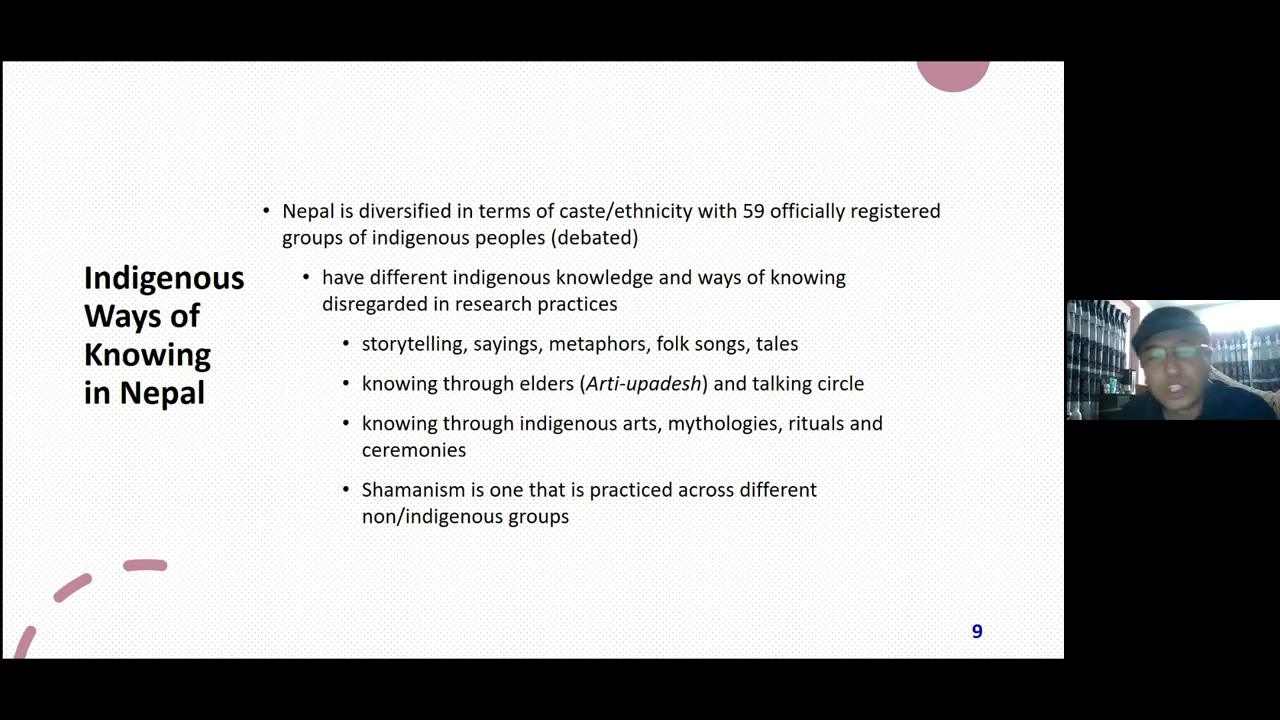 Indigenous
Ways of
Knowing
in Nepal
• Nepal is diversified in terms of caste/ethnicity with 59 officially registered
groups of indigenous peoples (debated)
• have different indigenous knowledge and ways of knowing
disregarded in research practices
• storytelling, sayings, metaphors, folk songs, tales
• knowing through elders (Arti-upadesh) and talking circle
• knowing through indigenous arts, mythologies, rituals and
ceremonies
• Shamanism is one that is practiced across different
non/indigenous groups
9